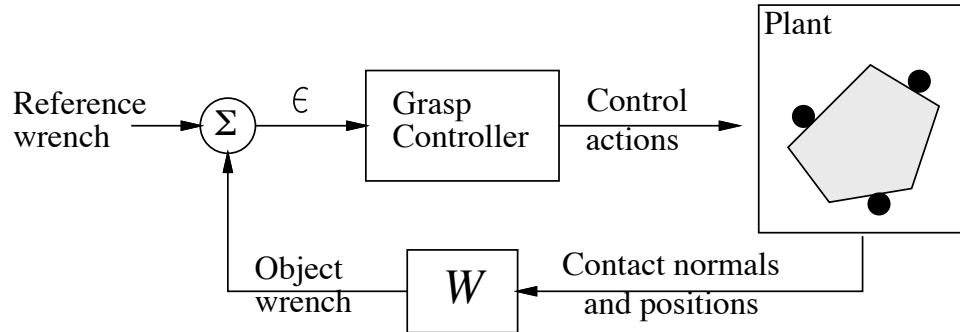 Plant
Reference
wrench
Σ
ϵ
Grasp
Controller
Control
actions
Object
wrench
W
Contact normals
and positions